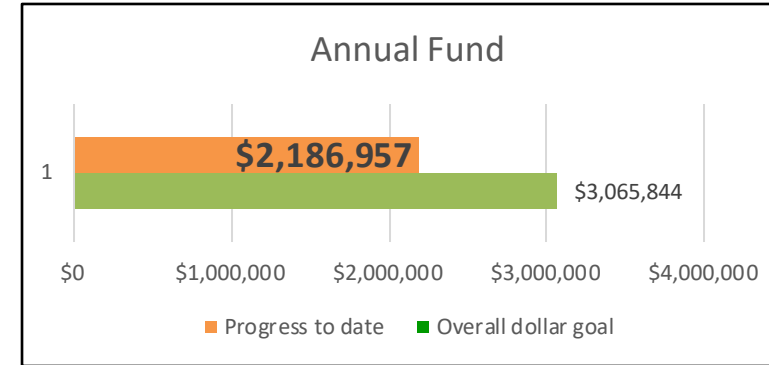 Annual Fund
$2,186,957
1
$3,065,844
$0 $1,000,000 $2,000,000 $3,000,000 $4,000,000
Progress to date Overall dollar goal